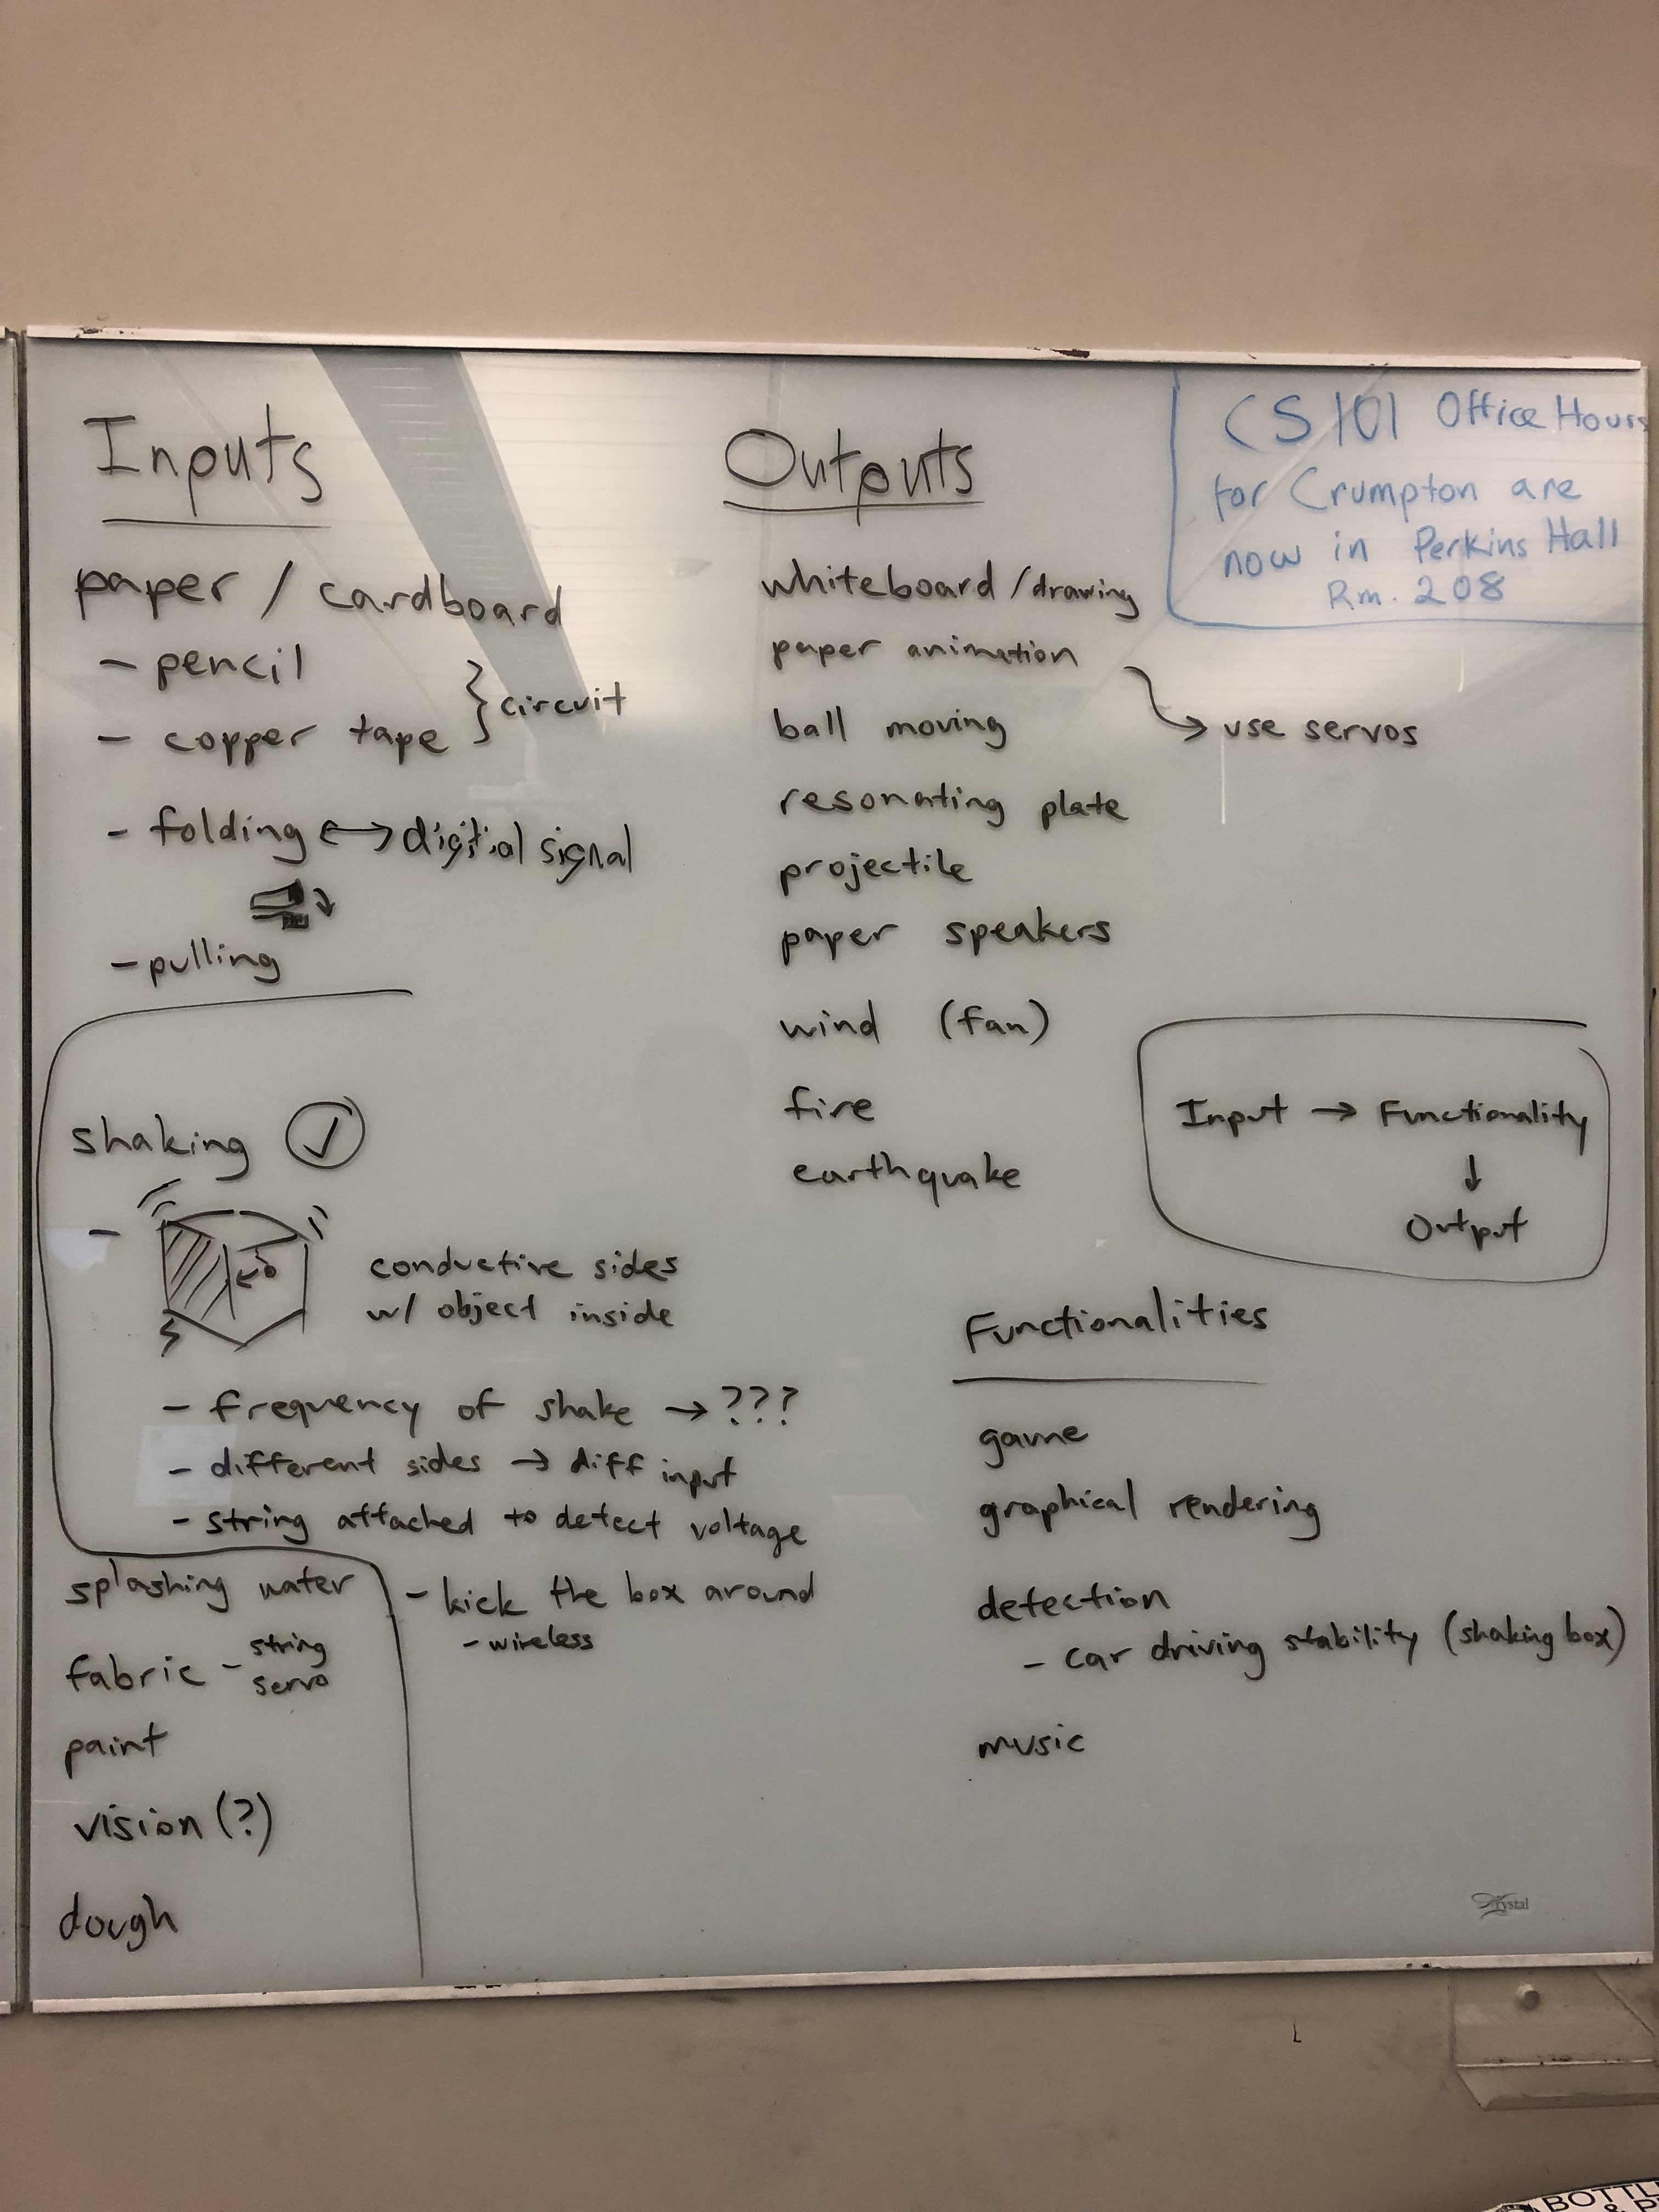 Inputs
paper / cardboard
- pencil
- copper tape } circuit
- folding ↔ digitial signal
- pulling
shaking ✓
-
conductive sides
w/ object inside
- frequency of shake → ???
- different sides → diff input
- string attached to detect voltage
- kick the box around
- wireless
splashing water
fabric - string
servo
paint
vision (?)
dough
Outputs
whiteboard / drawing
paper animation
→ use servos
ball moving
resonating plate
projectile
paper speakers
wind (fan)
fire
earthquake
CS 101 Office Hours
for Crumpton are
now in Perkins Hall
Rm. 208
Input → Functionality
↓
Output
Functionalities
game
graphical rendering
detection
- car driving stability (shaking box)
music
Crystal